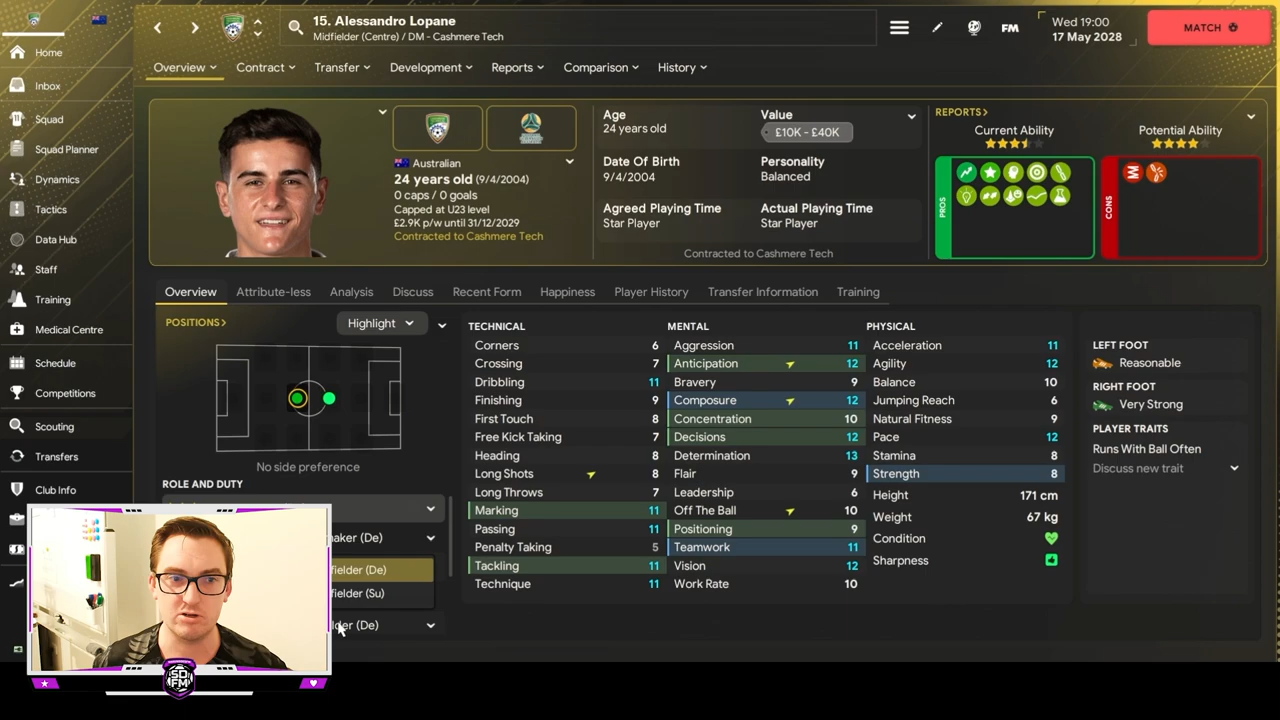 15. Alessandro Lopane
Midfielder (Centre) / DM - Cashmere Tech
FM
Wed 19:00
17 May 2028
MATCH
Overview
Contract
Transfer
Development
Reports
Comparison
History
Home
Inbox
Squad
Squad Planner
Dynamics
Tactics
Data Hub
Staff
Training
Medical Centre
Schedule
Competitions
Scouting
Transfers
Club Info
Australian
24 years old (9/4/2004)
0 caps / 0 goals
Capped at U23 level
£2.9K p/w until 31/12/2029
Contracted to Cashmere Tech
Age
24 years old
Value
£10K - £40K
Date Of Birth
9/4/2004
Personality
Balanced
Agreed Playing Time
Star Player
Actual Playing Time
Star Player
Contracted to Cashmere Tech
REPORTS>
Current Ability
Potential Ability
PROS
CONS
Overview
Attribute-less
Analysis
Discuss
Recent Form
Happiness
Player History
Transfer Information
Training
POSITIONS>
Highlight
No side preference
ROLE AND DUTY
maker (De)
fielder (De)
fielder (Su)
lder (De)
TECHNICAL
Corners 6
Crossing 7
Dribbling 11
Finishing 9
First Touch 8
Free Kick Taking 7
Heading 8
Long Shots 8
Long Throws 7
Marking 11
Passing 11
Penalty Taking 5
Tackling 11
Technique 11
MENTAL
Aggression 11
Anticipation 12
Bravery 9
Composure 12
Concentration 10
Decisions 12
Determination 13
Flair 9
Leadership 6
Off The Ball 10
Positioning 9
Teamwork 11
Vision 12
Work Rate 10
PHYSICAL
Acceleration 11
Agility 12
Balance 10
Jumping Reach 6
Natural Fitness 9
Pace 12
Stamina 8
Strength 8
Height 171 cm
Weight 67 kg
Condition
Sharpness
LEFT FOOT
Reasonable
RIGHT FOOT
Very Strong
PLAYER TRAITS
Runs With Ball Often
Discuss new trait
SD
FM